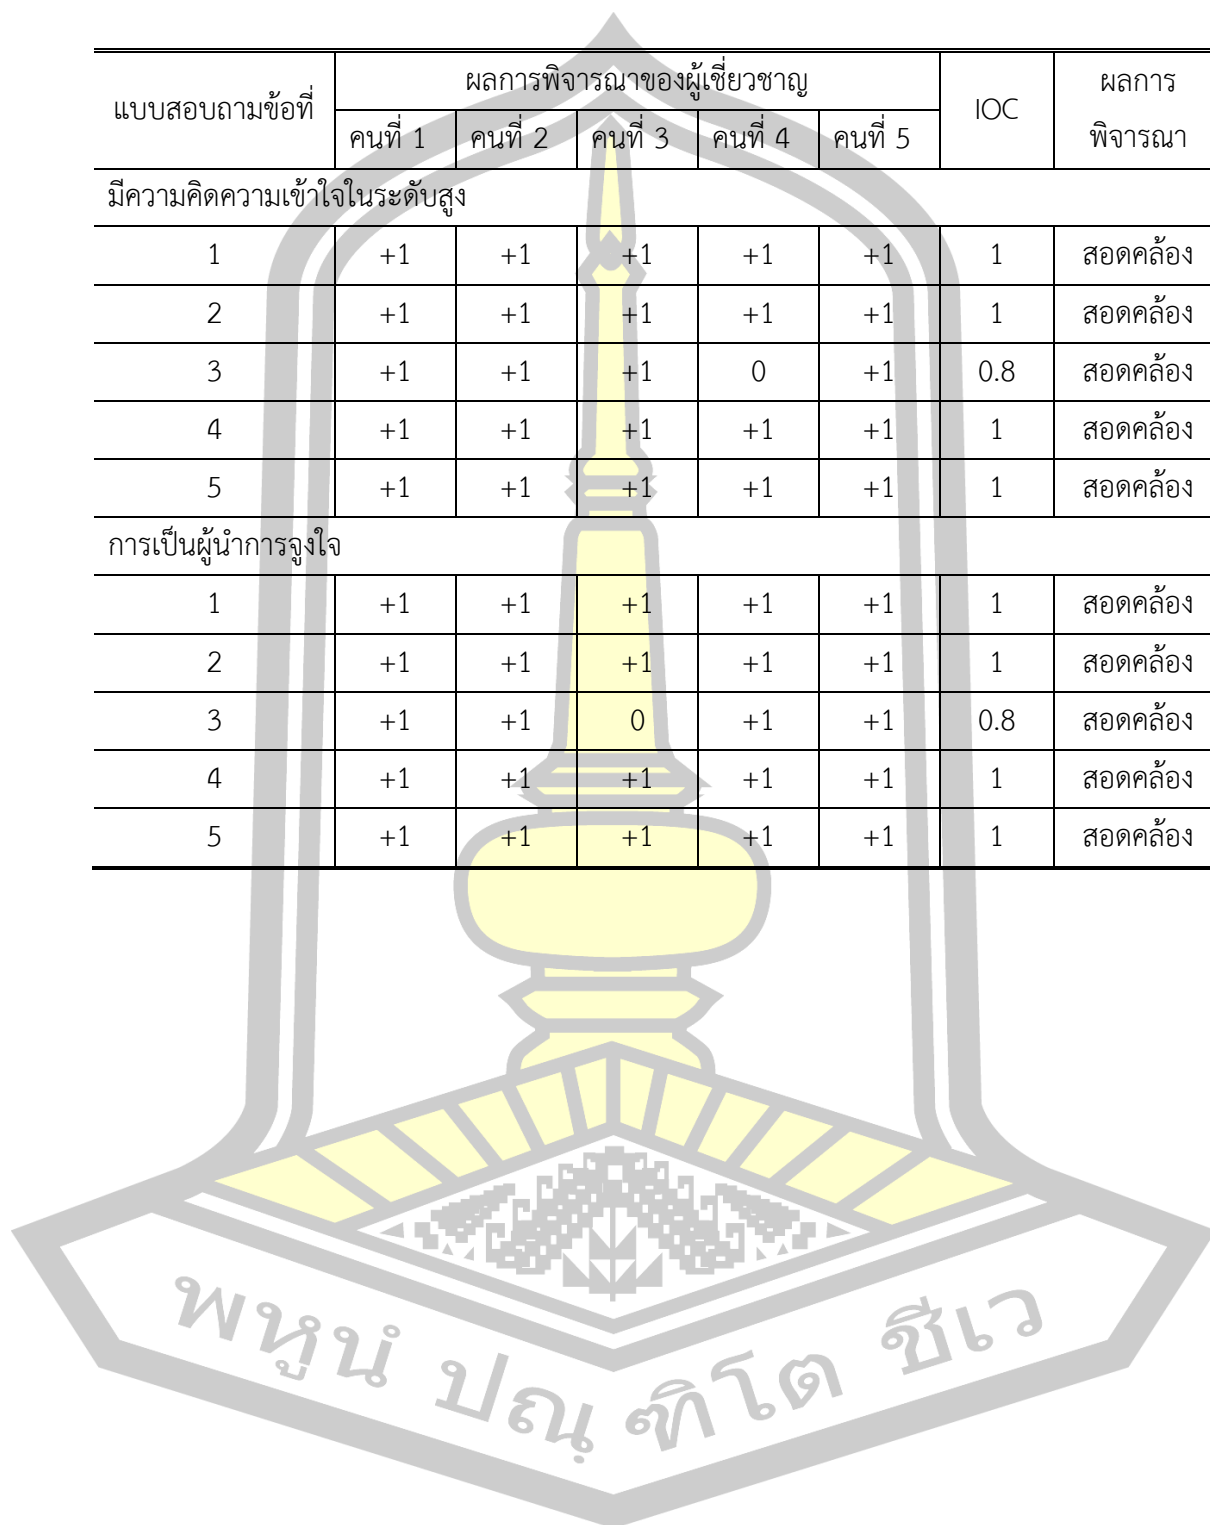 แบบสอบถามข้อที่ ผลการพิจารณาของผู้เชี่ยวชาญ IOC ผลการพิจารณา
คนที่ 1 คนที่ 2 คนที่ 3 คนที่ 4 คนที่ 5
มีความคิดความเข้าใจในระดับสูง
1 +1 +1 +1 +1 +1 1 สอดคล้อง
2 +1 +1 +1 +1 +1 1 สอดคล้อง
3 +1 +1 +1 0 +1 0.8 สอดคล้อง
4 +1 +1 +1 +1 +1 1 สอดคล้อง
5 +1 +1 +1 +1 +1 1 สอดคล้อง
การเป็นผู้นำการจูงใจ
1 +1 +1 +1 +1 +1 1 สอดคล้อง
2 +1 +1 +1 +1 +1 1 สอดคล้อง
3 +1 +1 0 +1 +1 0.8 สอดคล้อง
4 +1 +1 +1 +1 +1 1 สอดคล้อง
5 +1 +1 +1 +1 +1 1 สอดคล้อง
พหูนํ ปณฺฑิโต ชีเว